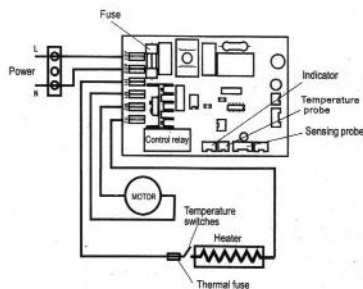 Fuse
L
Power
N
Indicator
Temperature
probe
Sensing probe
Control relay
MOTOR
Temperature
switches
Heater
Thermal fuse